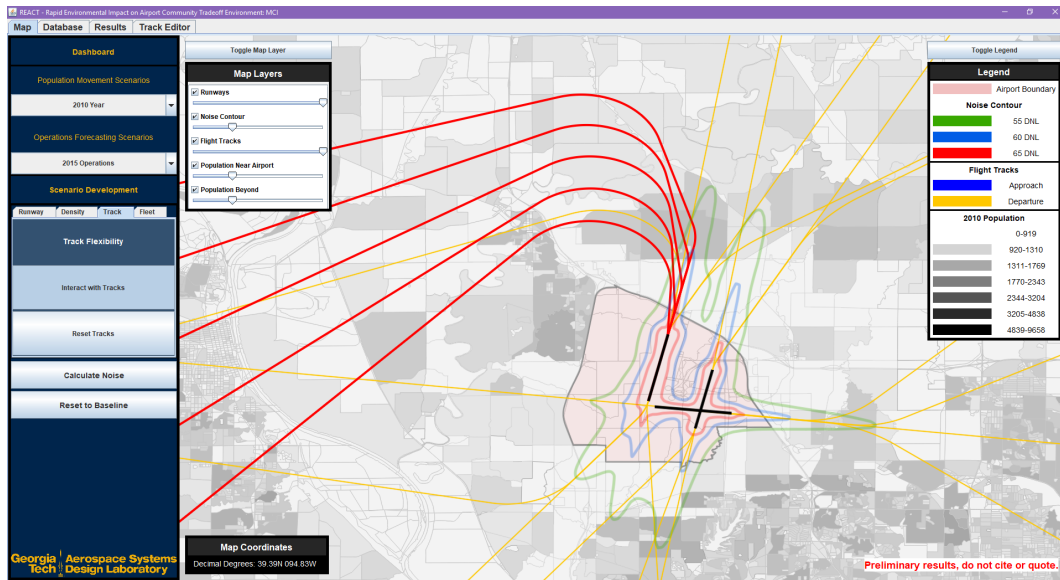 REACT - Rapid Environmental Impact on Airport Community Tradeoff Environment: MCI
Map Database Results Track Editor
Dashboard
Population Movement Scenarios
2010 Year
Operations Forecasting Scenarios
2015 Operations
Scenario Development
Runway Density Track Fleet
Track Flexibility
Interact with Tracks
Reset Tracks
Calculate Noise
Reset to Baseline
Georgia Tech
Aerospace Systems Design Laboratory
Toggle Map Layer
Map Layers
Runways
Noise Contour
Flight Tracks
Population Near Airport
Population Beyond
Map Coordinates
Decimal Degrees: 39.39N 094.83W
Toggle Legend
Legend
Airport Boundary
Noise Contour
55 DNL
60 DNL
65 DNL
Flight Tracks
Approach
Departure
2010 Population
0-919
920-1310
1311-1769
1770-2343
2344-3204
3205-4838
4839-9658
Preliminary results, do not cite or quote.